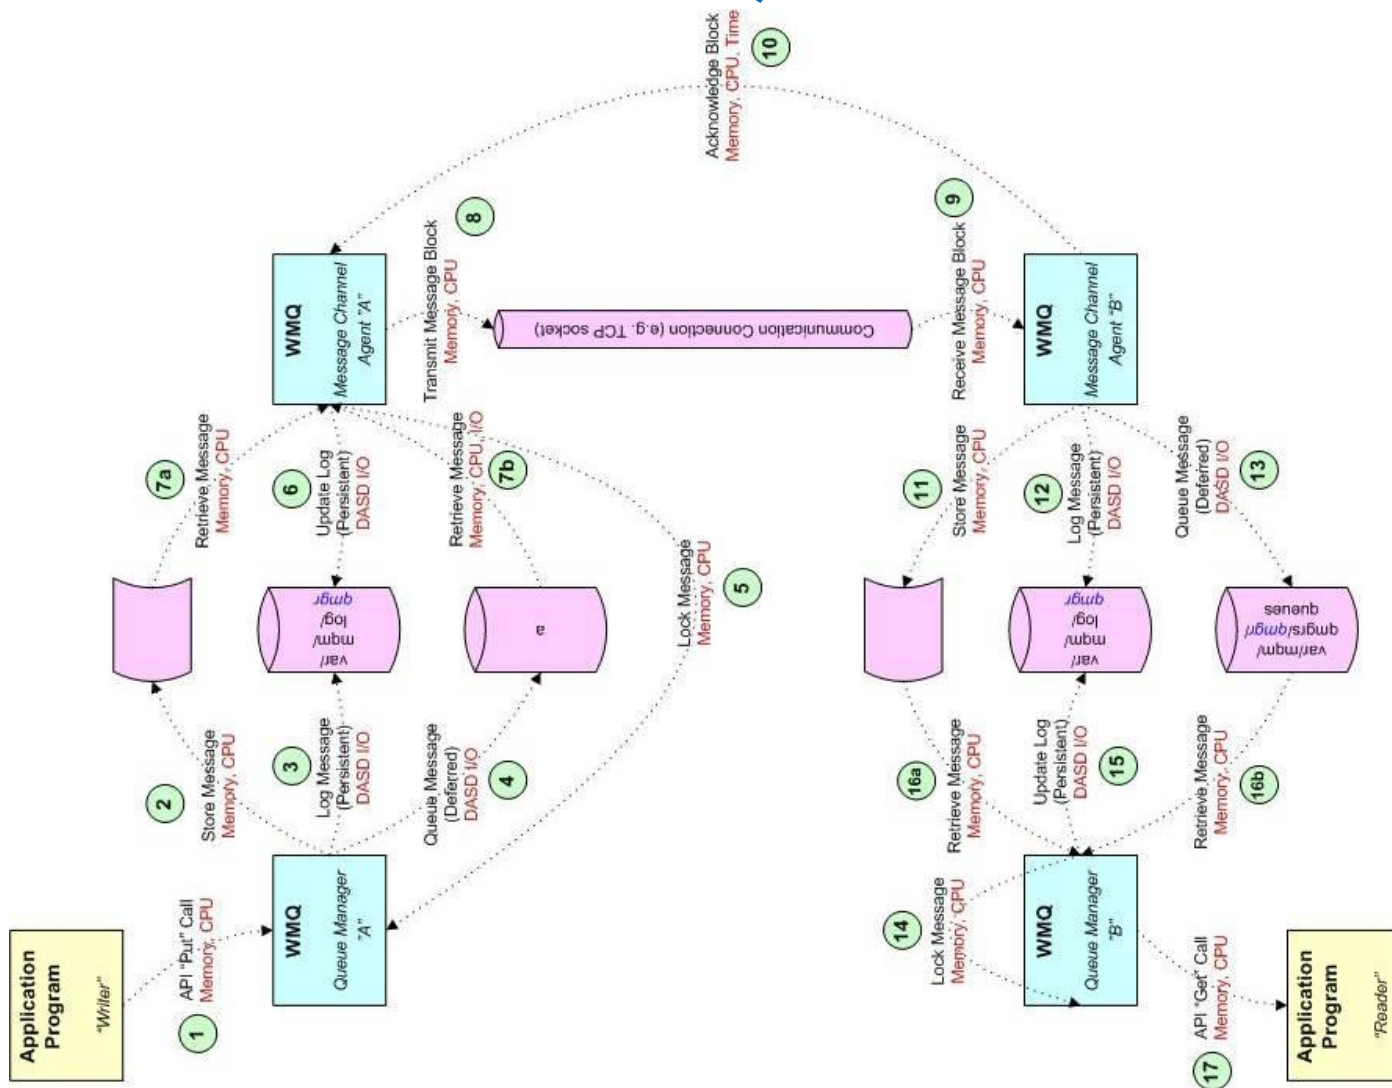 Application
Program
"Writer"
1
API "Put" Call
Memory, CPU
WMQ
Queue Manager
"A"
2
Store Message
Memory, CPU
3
Log Message
(Persistent)
DASD I/O
4
Queue Message
(Deferred)
DASD I/O
var/
mqm/
log/
qmgr
a
5
Lock Message
Memory, CPU
6
Update Log
(Persistent)
DASD I/O
7a
Retrieve Message
Memory, CPU
7b
Retrieve Message
Memory, CPU, I/O
WMQ
Message Channel
Agent "A"
8
Transmit Message Block
Memory, CPU
Communication Connection (e.g. TCP socket)
9
Receive Message Block
Memory, CPU
10
Acknowledge Block
Memory, CPU, Time
WMQ
Message Channel
Agent "B"
11
Store Message
Memory, CPU
12
Log Message
(Persistent)
DASD I/O
13
Queue Message
(Deferred)
DASD I/O
var/
mqm/
log/
qmgr
var/mqm/
qmgrs/qmgr/
queues
14
Lock Message
Memory, CPU
15
Update Log
(Persistent)
DASD I/O
16a
Retrieve Message
Memory, CPU
16b
Retrieve Message
Memory, CPU
WMQ
Queue Manager
"B"
17
API "Get" Call
Memory, CPU
Application
Program
"Reader"